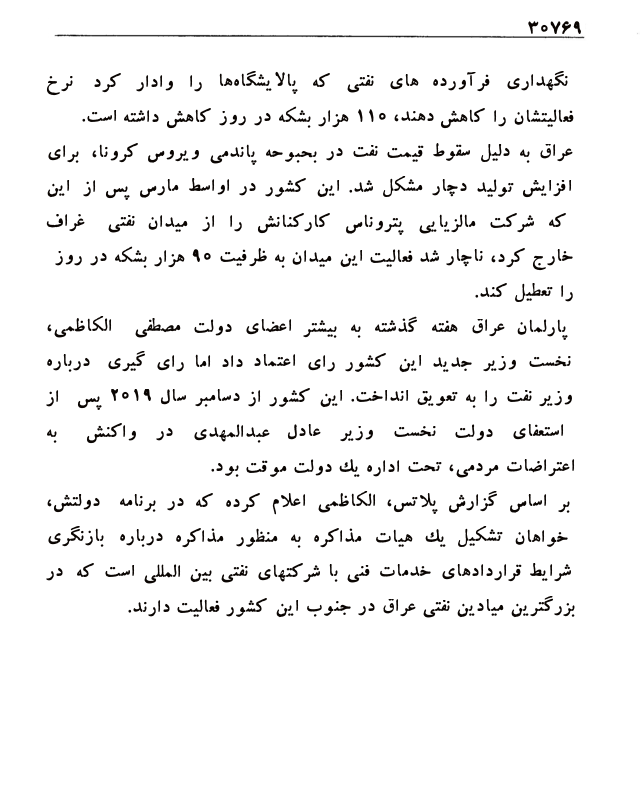 ۳۰۷۶۹
نگهداری فرآورده های نفتی که پالایشگاه‌ها را وادار کرد نرخ
فعالیتشان را کاهش دهند، ۱۱۰ هزار بشکه در روز کاهش داشته است.
عراق به دلیل سقوط قیمت نفت در بحبوحه پاندمی ویروس کرونا، برای
افزایش تولید دچار مشکل شد. این کشور در اواسط مارس پس از این
که شرکت مالزیایی پتروناس کارکنانش را از میدان نفتی غراف
خارج کرد، ناچار شد فعالیت این میدان به ظرفیت ۹۰ هزار بشکه در روز
را تعطیل کند.
پارلمان عراق هفته گذشته به بیشتر اعضای دولت مصطفی الکاظمی،
نخست وزیر جدید این کشور رای اعتماد داد اما رای گیری درباره
وزیر نفت را به تعویق انداخت. این کشور از دسامبر سال ۲۰۱۹ پس از
استعفای دولت نخست وزیر عادل عبدالمهدی در واکنش به
اعتراضات مردمی، تحت اداره یك دولت موقت بود.
بر اساس گزارش پلاتس، الکاظمی اعلام کرده که در برنامه دولتش،
خواهان تشکیل یك هیات مذاکره به منظور مذاکره درباره بازنگری
شرایط قراردادهای خدمات فنی با شرکتهای نفتی بین المللی است که در
بزرگترین میادین نفتی عراق در جنوب این کشور فعالیت دارند.